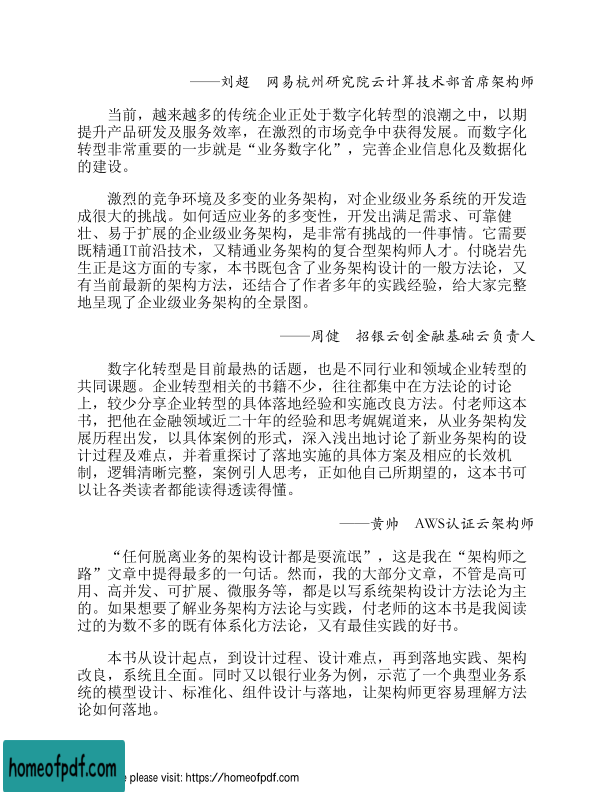 ——刘超　网易杭州研究院云计算技术部首席架构师
当前，越来越多的传统企业正处于数字化转型的浪潮之中，以期
提升产品研发及服务效率，在激烈的市场竞争中获得发展。而数字化
转型非常重要的一步就是“业务数字化”，完善企业信息化及数据化
的建设。
激烈的竞争环境及多变的业务架构，对企业级业务系统的开发造
成很大的挑战。如何适应业务的多变性，开发出满足需求、可靠健
壮、易于扩展的企业级业务架构，是非常有挑战的一件事情。它需要
既精通IT前沿技术，又精通业务架构的复合型架构师人才。付晓岩先
生正是这方面的专家，本书既包含了业务架构设计的一般方法论，又
有当前最新的架构方法，还结合了作者多年的实践经验，给大家完整
地呈现了企业级业务架构的全景图。
——周健　招银云创金融基础云负责人
数字化转型是目前最热的话题，也是不同行业和领域企业转型的
共同课题。企业转型相关的书籍不少，往往都集中在方法论的讨论
上，较少分享企业转型的具体落地经验和实施改良方法。付老师这本
书，把他在金融领域近二十年的经验和思考娓娓道来，从业务架构发
展历程出发，以具体案例的形式，深入浅出地讨论了新业务架构的设
计过程及难点，并着重探讨了落地实施的具体方案及相应的长效机
制，逻辑清晰完整，案例引人思考，正如他自己所期望的，这本书可
以让各类读者都能读得透读得懂。
——黄帅　AWS认证云架构师
“任何脱离业务的架构设计都是耍流氓”，这是我在“架构师之
路”文章中提得最多的一句话。然而，我的大部分文章，不管是高可
用、高并发、可扩展、微服务等，都是以写系统架构设计方法论为主
的。如果想要了解业务架构方法论与实践，付老师的这本书是我阅读
过的为数不多的既有体系化方法论，又有最佳实践的好书。
本书从设计起点，到设计过程、设计难点，再到落地实践、架构
改良，系统且全面。同时又以银行业务为例，示范了一个典型业务系
统的模型设计、标准化、组件设计与落地，让架构师更容易理解方法
论如何落地。
homeofpdf.com
please visit: https://homeofpdf.com